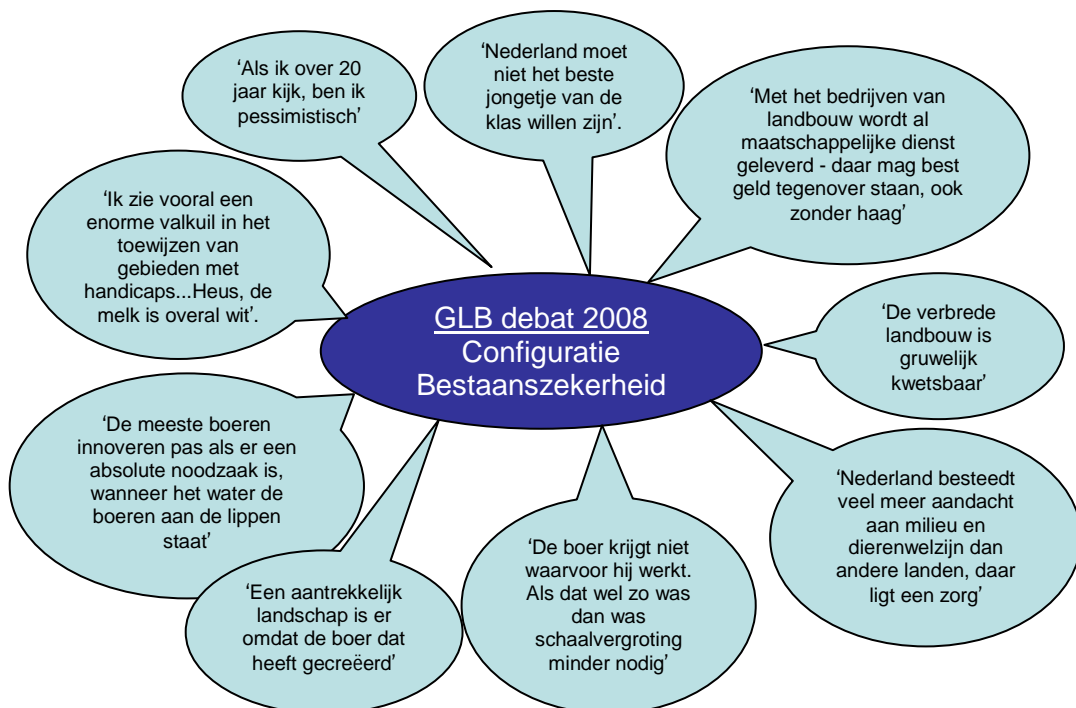 ‘Als ik over 20
jaar kijk, ben ik
pessimistisch’
‘Nederland moet
niet het beste
jongetje van de
klas willen zijn’.
‘Met het bedrijven van
landbouw wordt al
maatschappelijke dienst
geleverd - daar mag best
geld tegenover staan, ook
zonder haag’
‘Ik zie vooral een
enorme valkuil in het
toewijzen van
gebieden met
handicaps...Heus, de
melk is overal wit’.
GLB debat 2008
Configuratie
Bestaanszekerheid
‘De verbrede
landbouw is
gruwelijk
kwetsbaar’
‘De meeste boeren
innoveren pas als er een
absolute noodzaak is,
wanneer het water de
boeren aan de lippen
staat’
‘Nederland besteedt
veel meer aandacht
aan milieu en
dierenwelzijn dan
andere landen, daar
ligt een zorg’
‘Een aantrekkelijk
landschap is er
omdat de boer dat
heeft gecreëerd’
‘De boer krijgt niet
waarvoor hij werkt.
Als dat wel zo was
dan was
schaalvergroting
minder nodig’